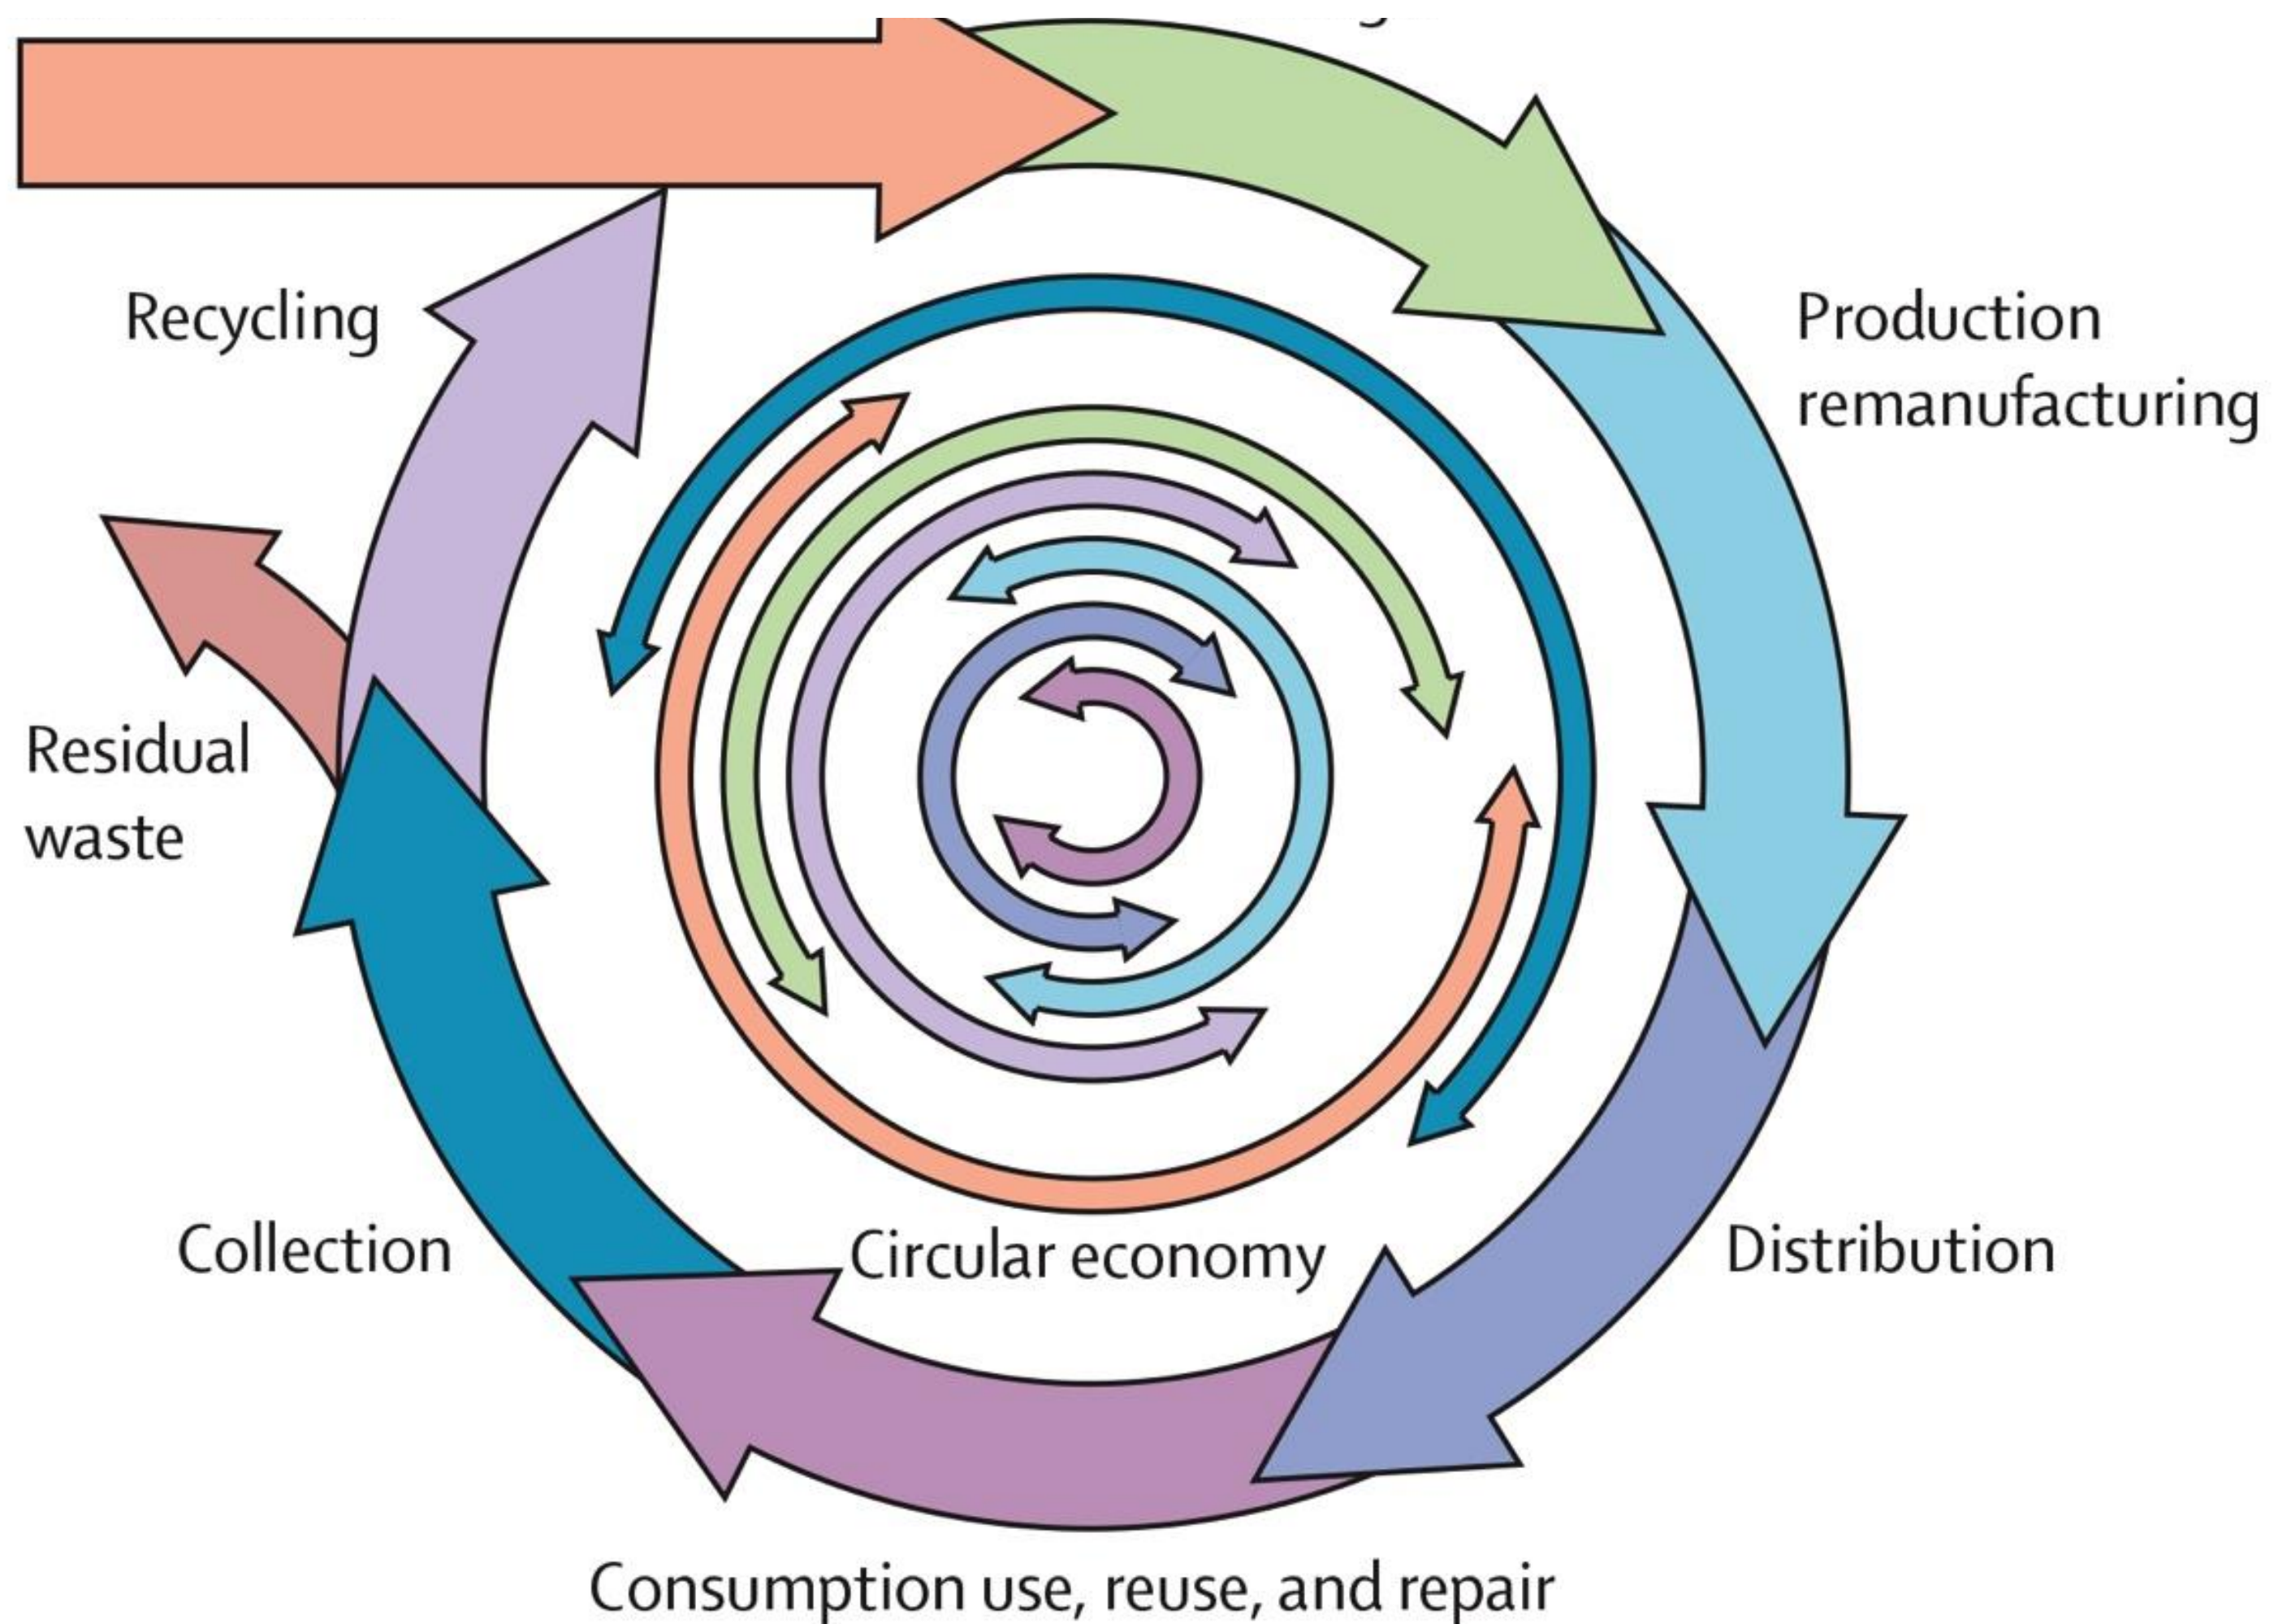 Recycling
Production
remanufacturing
Residual
waste
Collection
Circular economy
Distribution
Consumption use, reuse, and repair